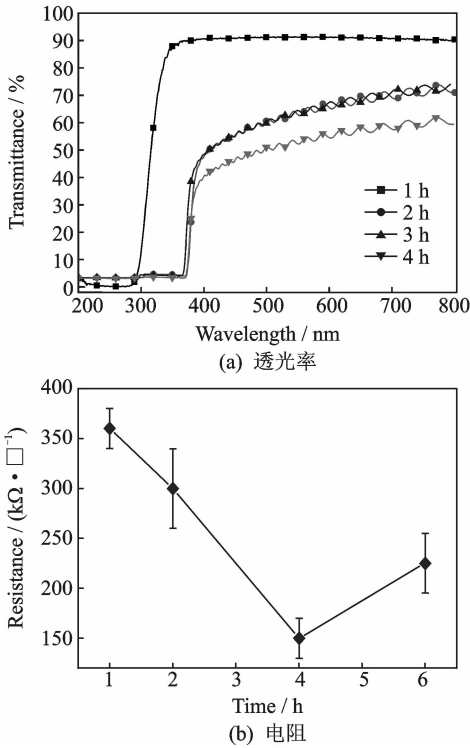 100
90
80
70
60
50
40
30
20
10
0
Transmittance / %
1 h
2 h
3 h
4 h
200 300 400 500 600 700 800
Wavelength / nm
(a) 透光率
400
350
300
250
200
150
Resistance / (kΩ・□⁻¹)
1 2 3 4 5 6
Time / h
(b) 电阻